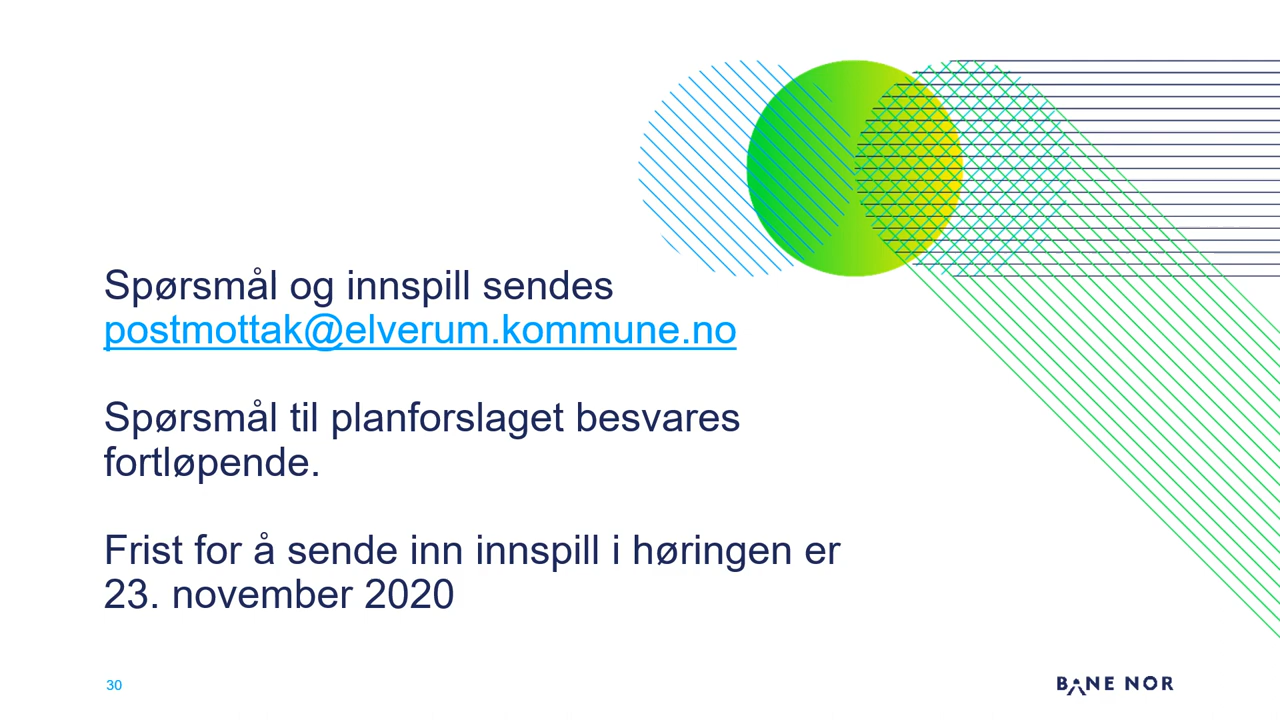 Spørsmål og innspill sendes
postmottak@elverum.kommune.no
Spørsmål til planforslaget besvares
fortløpende.
Frist for å sende inn innspill i høringen er
23. november 2020
30
BANE NOR